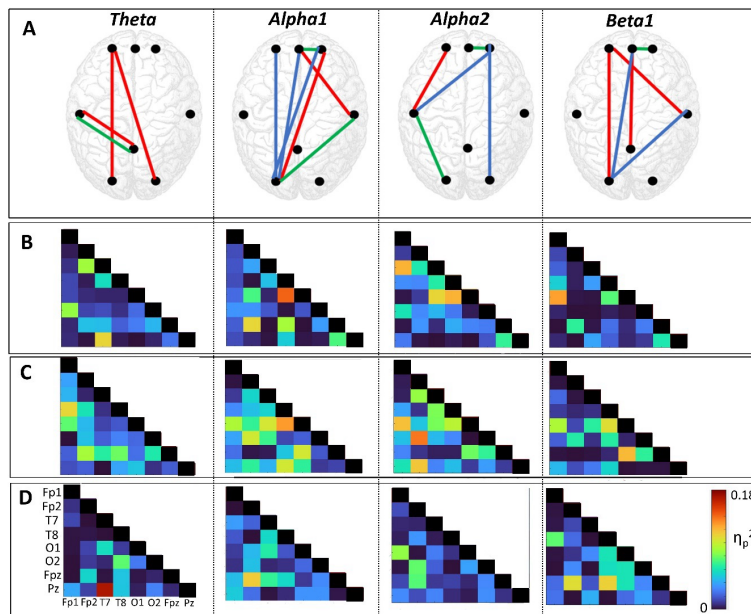 Theta Alpha1 Alpha2 Beta1
A
B
C
D
Fp1
Fp2
T7
T8
O1
O2
Fpz
Pz
Fp1 Fp2 T7 T8 O1 O2 Fpz Pz
0.18
ηp²
0